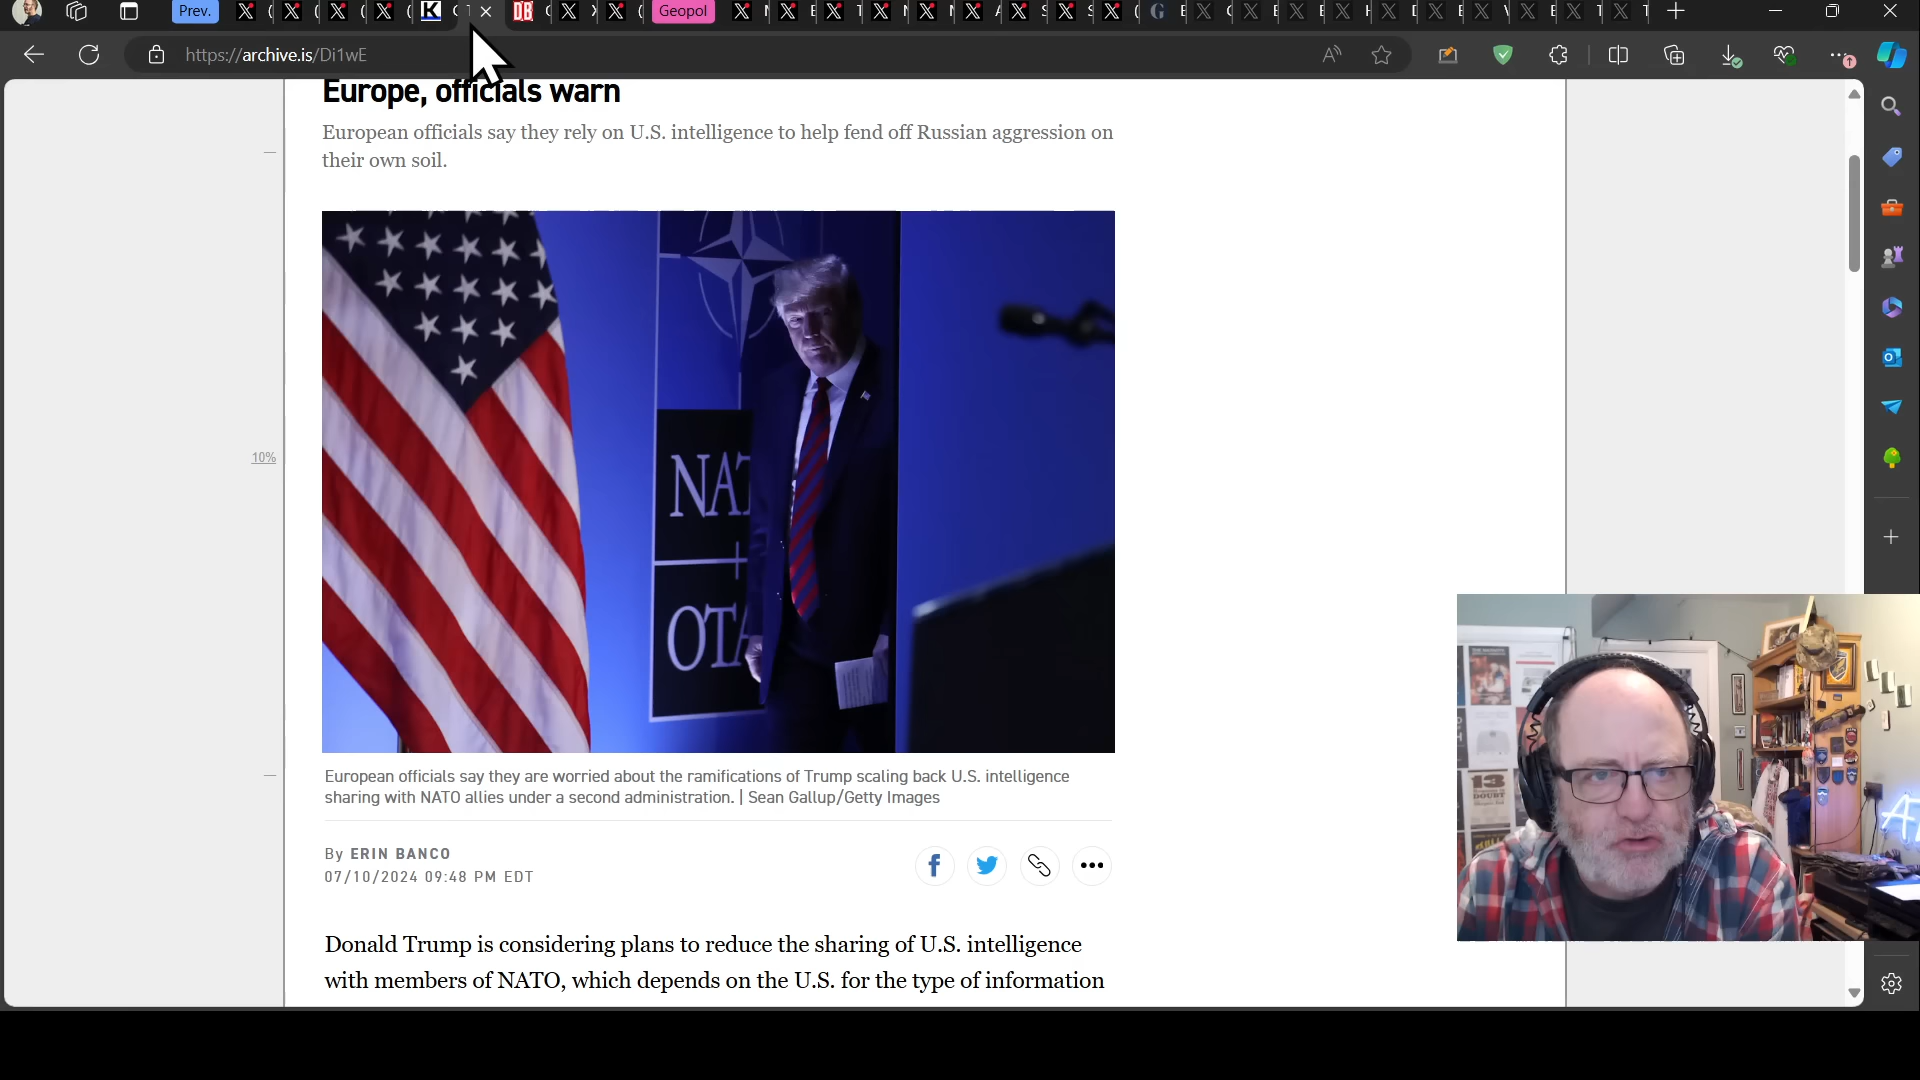 Prev.
Geopol
https://archive.is/Di1wE
Europe, officials warn
European officials say they rely on U.S. intelligence to help fend off Russian aggression on
their own soil.
10%
NAT
OTA
European officials say they are worried about the ramifications of Trump scaling back U.S. intelligence
sharing with NATO allies under a second administration. | Sean Gallup/Getty Images
By ERIN BANCO
07/10/2024 09:48 PM EDT
Donald Trump is considering plans to reduce the sharing of U.S. intelligence
with members of NATO, which depends on the U.S. for the type of information
13
DOUBT